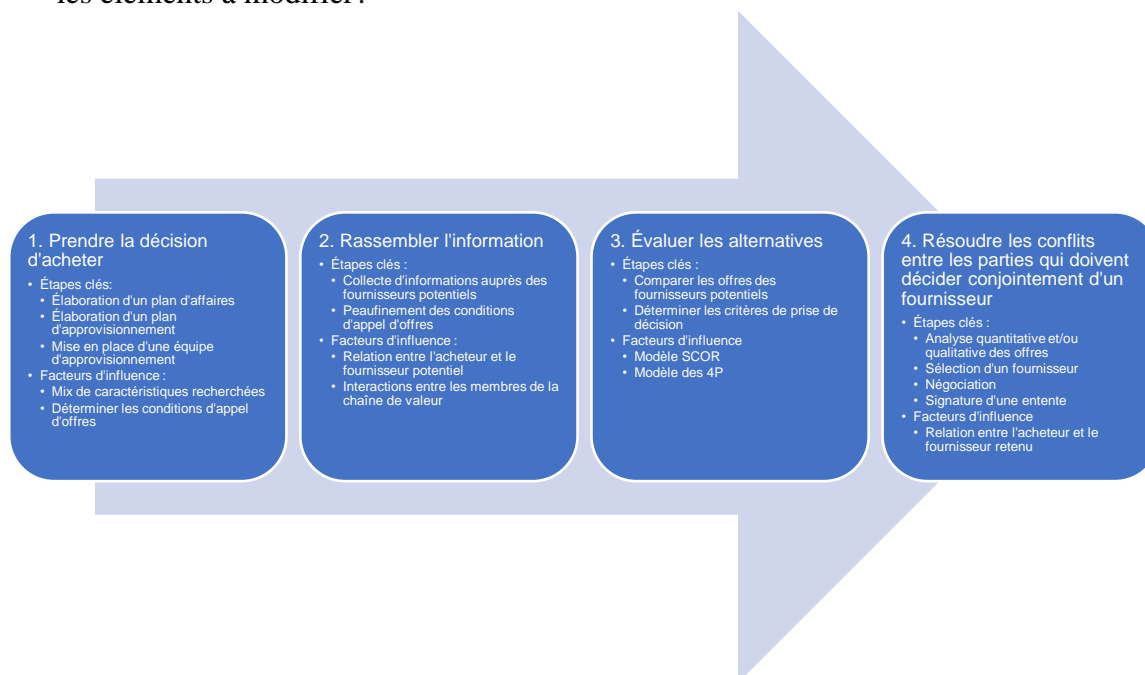 les éléments à modifier?
1. Prendre la décision
d'acheter
• Étapes clés:
• Élaboration d'un plan d'affaires
• Élaboration d'un plan
d'approvisionnement
• Mise en place d'une équipe
d'approvisionnement
• Facteurs d'influence :
• Mix de caractéristiques recherchées
• Déterminer les conditions d'appel
d'offres
2. Rassembler l'information
• Étapes clés :
• Collecte d'informations auprès des
fournisseurs potentiels
• Peaufinement des conditions
d'appel d'offres
• Facteurs d'influence :
• Relation entre l'acheteur et le
fournisseur potentiel
• Interactions entre les membres de la
chaîne de valeur
3. Évaluer les alternatives
• Étapes clés :
• Comparer les offres des
fournisseurs potentiels
• Déterminer les critères de prise de
décision
• Facteurs d'influence
• Modèle SCOR
• Modèle des 4P
4. Résoudre les conflits
entre les parties qui doivent
décider conjointement d'un
fournisseur
• Étapes clés :
• Analyse quantitative et/ou
qualitative des offres
• Sélection d'un fournisseur
• Négociation
• Signature d'une entente
• Facteurs d'influence
• Relation entre l'acheteur et le
fournisseur retenu